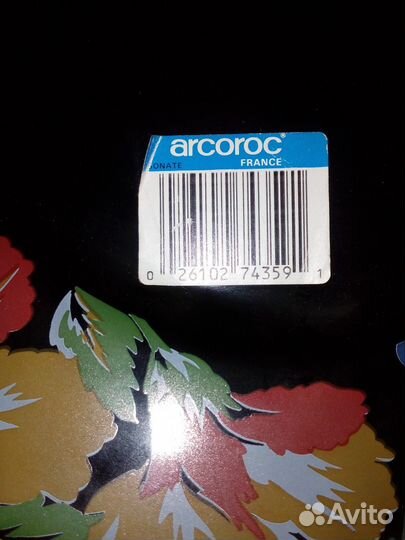 arcoroc®
ONATE FRANCE
0 26102 74359 1
Avito